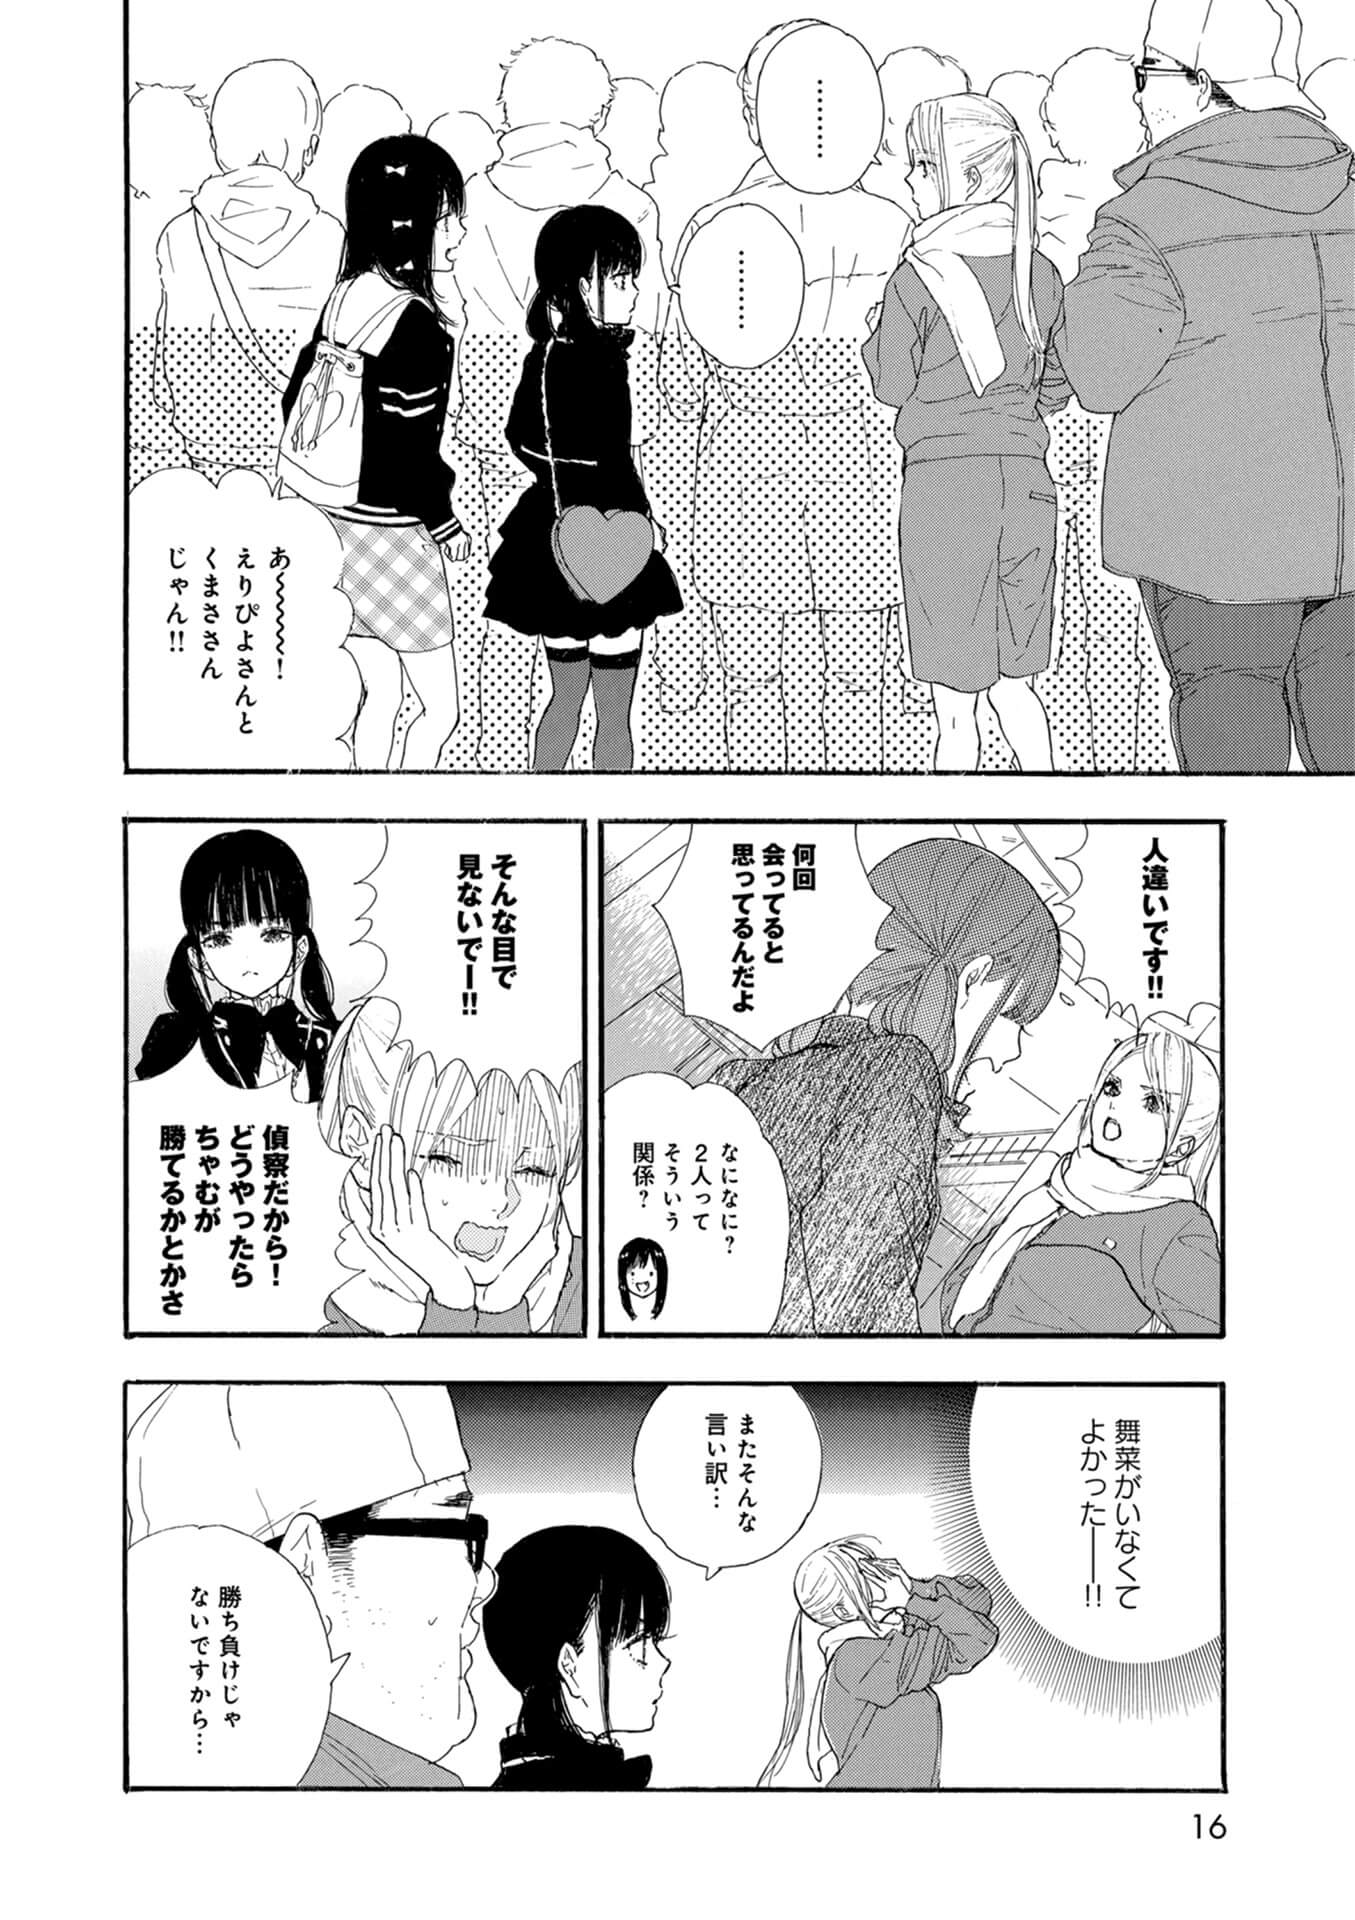 ………
………
あ〜〜〜〜〜！
えりぴよさんと
くまささん
じゃん!!
人違いです!!
何回
会ってると
思ってるんだよ
なになに？
2人って
そういう
関係？
そんな目で
見ないでー!!
偵察だから！
どうやったら
ちゃむが
勝てるかとかさ
舞菜がいなくて
よかった――!!
またそんな
言い訳…
勝ち負けじゃ
ないですから…
16